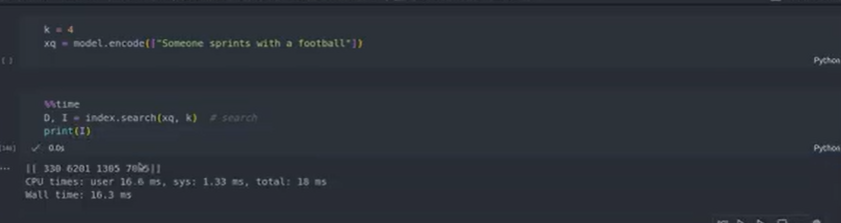 k = 4
xq = model.encode(["Someone sprints with a football"])
[ ]
Python
%%time
D, I = index.search(xq, k)  # search
print(I)
0.0s
Python
[[ 330 6201 1305
CPU times: user 16.6 ms, sys: 1.33 ms, total: 18 ms
Wall time: 16.3 ms